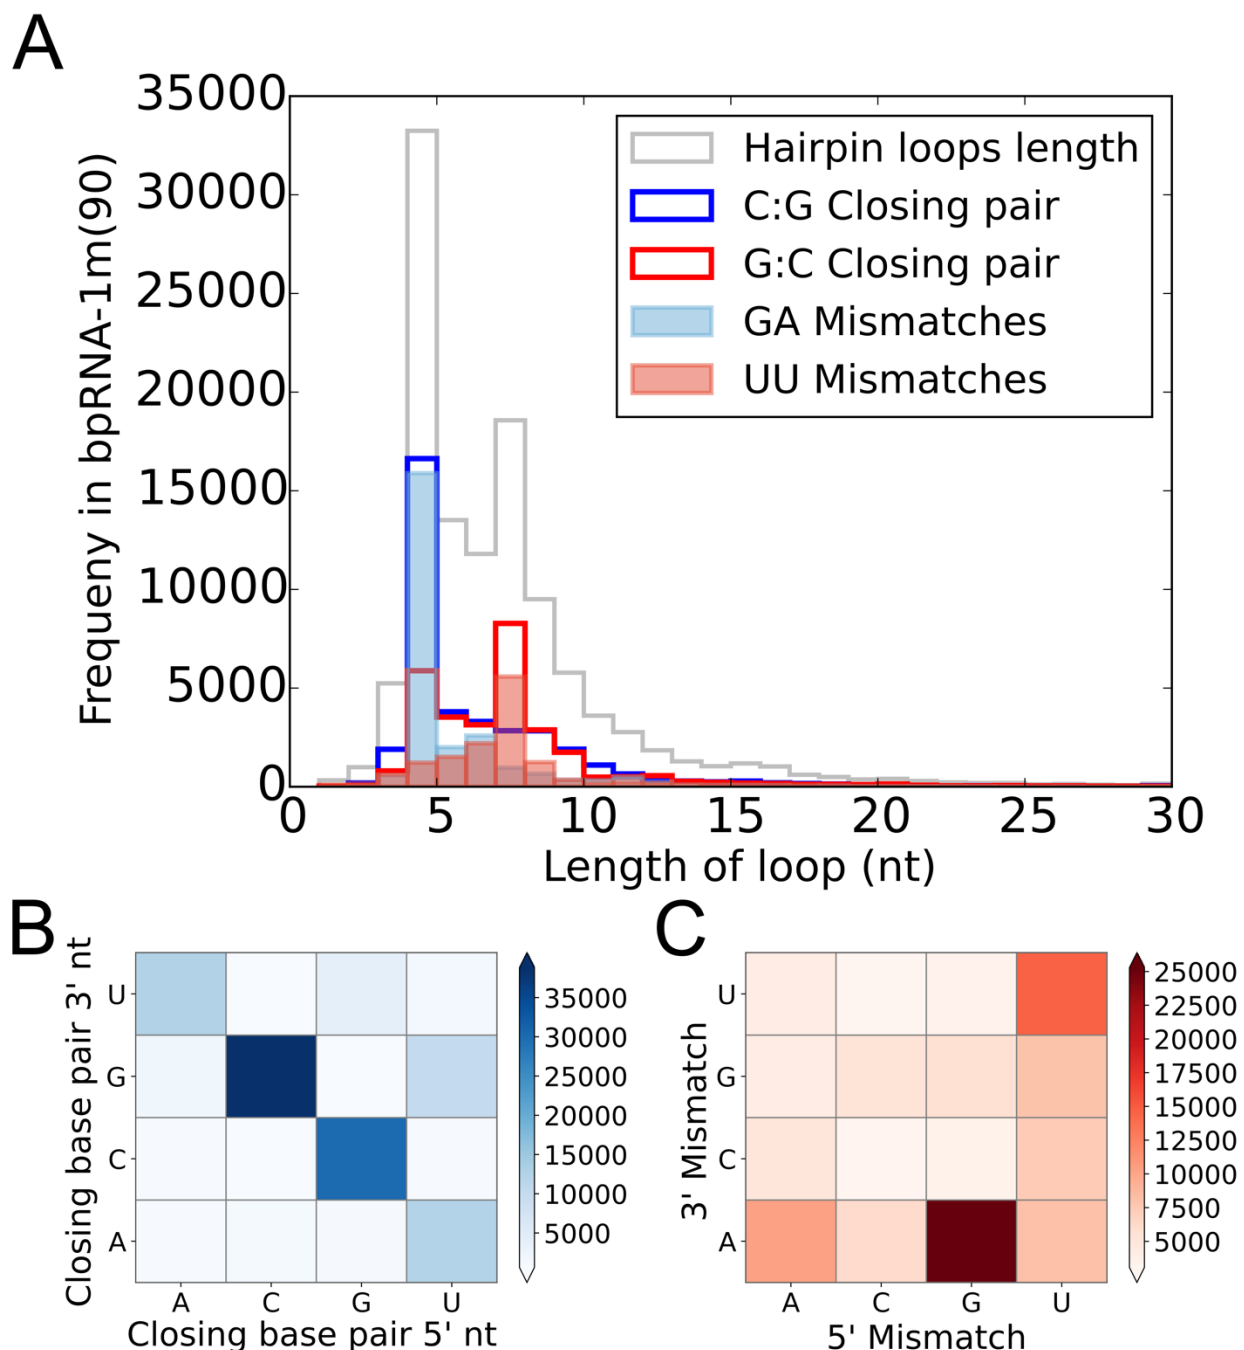 A
Frequeny in bpRNA-1m(90)
35000
30000
25000
20000
15000
10000
5000
0
0 5 10 15 20 25 30
Length of loop (nt)
Hairpin loops length
C:G Closing pair
G:C Closing pair
GA Mismatches
UU Mismatches
B
Closing base pair 3' nt
U
G
C
A
A C G U
Closing base pair 5' nt
35000
30000
25000
20000
15000
10000
5000
C
3' Mismatch
U
G
C
A
A C G U
5' Mismatch
25000
22500
20000
17500
15000
12500
10000
7500
5000